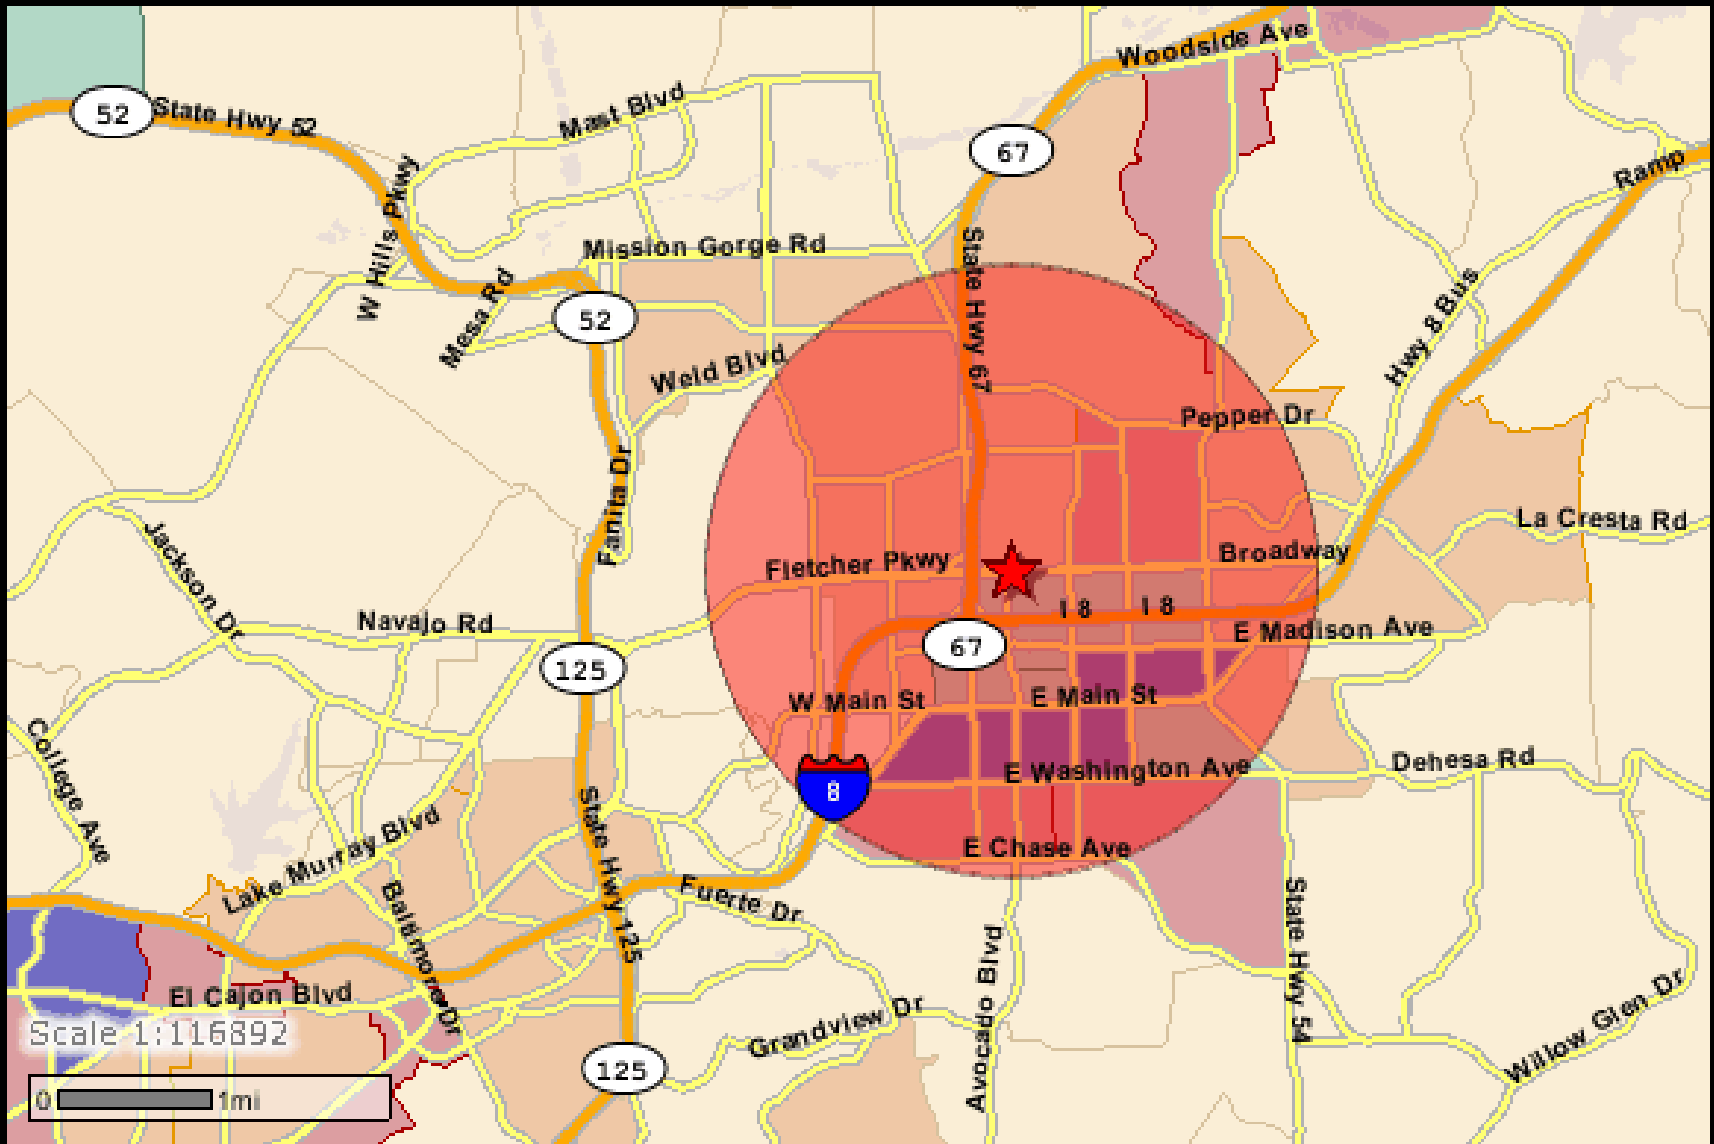 Woodside Ave
52
State Hwy 52
Mast Blvd
67
Ramp
W Hills Pkwy
Mission Gorge Rd
State Hwy 67
Mesa Rd
52
Hwy 8 Bus
Weld Blvd
Pepper Dr
Fanita Dr
La Cresta Rd
Jackson Dr
Fletcher Pkwy
Broadway
I 8
I 8
Navajo Rd
E Madison Ave
67
125
W Main St
E Main St
College Ave
E Washington Ave
Dehesa Rd
8
State Hwy 125
Lake Murray Blvd
E Chase Ave
Fuerte Dr
Baltimore Dr
State Hwy 54
Avocado Blvd
El Cajon Blvd
Grandview Dr
Willow Glen Dr
Scale 1:116892
125
0 1mi